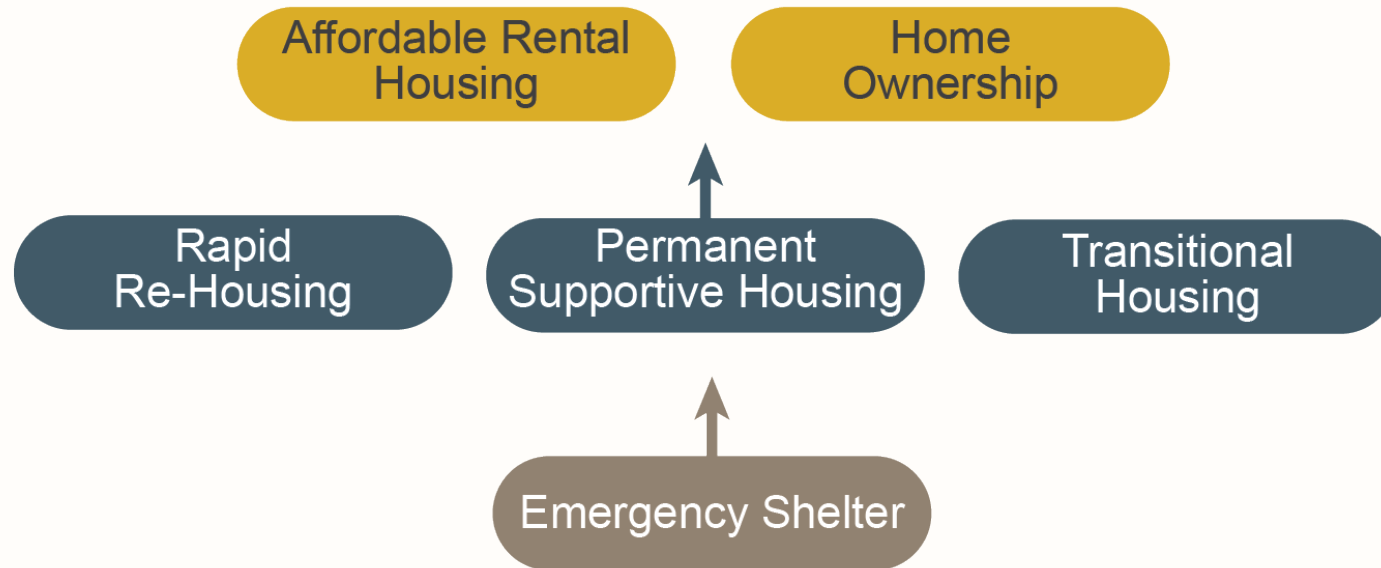 Affordable Rental
Housing
Home
Ownership
Rapid
Re-Housing
Permanent
Supportive Housing
Transitional
Housing
Emergency Shelter